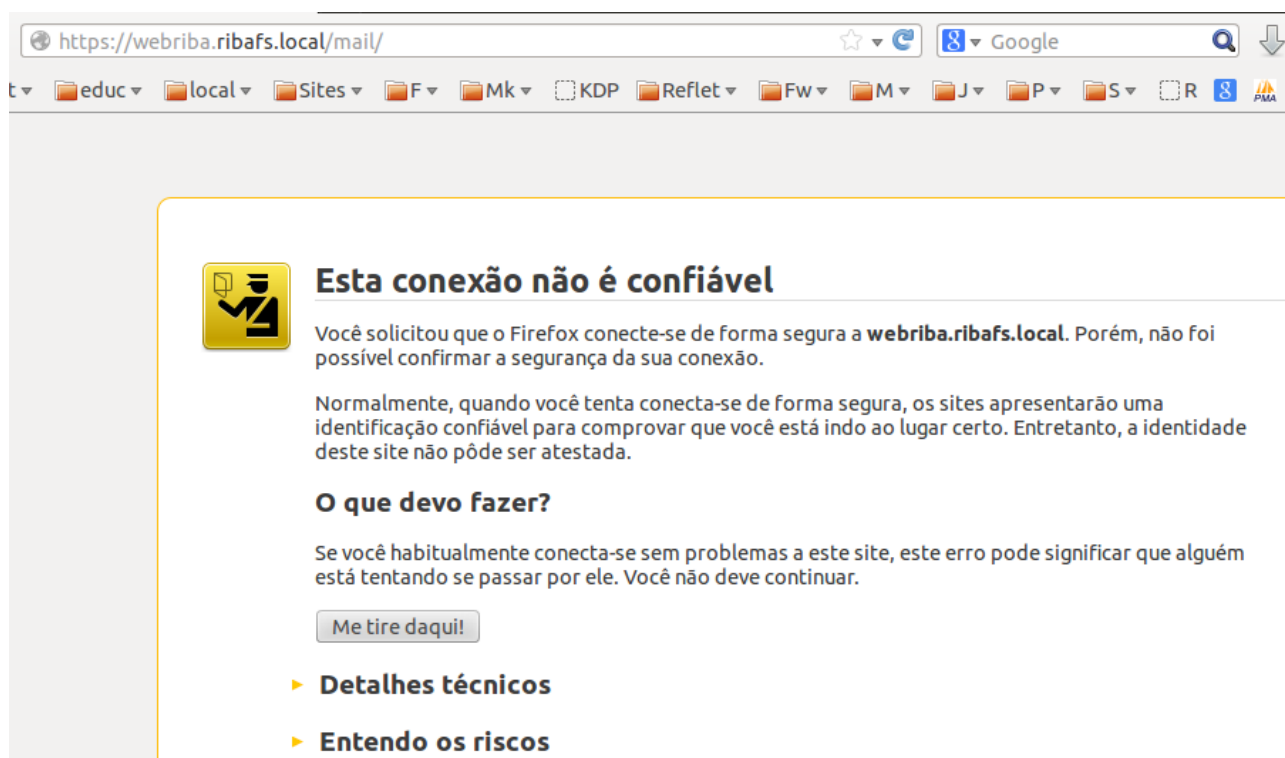 https://webriba.ribafs.local/mail/ 8 Google
t educ local Sites F Mk KDP Reflet Fw M J P S R 8 PMA
Esta conexão não é confiável
Você solicitou que o Firefox conecte-se de forma segura a webriba.ribafs.local. Porém, não foi
possível confirmar a segurança da sua conexão.
Normalmente, quando você tenta conecta-se de forma segura, os sites apresentarão uma
identificação confiável para comprovar que você está indo ao lugar certo. Entretanto, a identidade
deste site não pôde ser atestada.
O que devo fazer?
Se você habitualmente conecta-se sem problemas a este site, este erro pode significar que alguém
está tentando se passar por ele. Você não deve continuar.
Me tire daqui!
Detalhes técnicos
Entendo os riscos